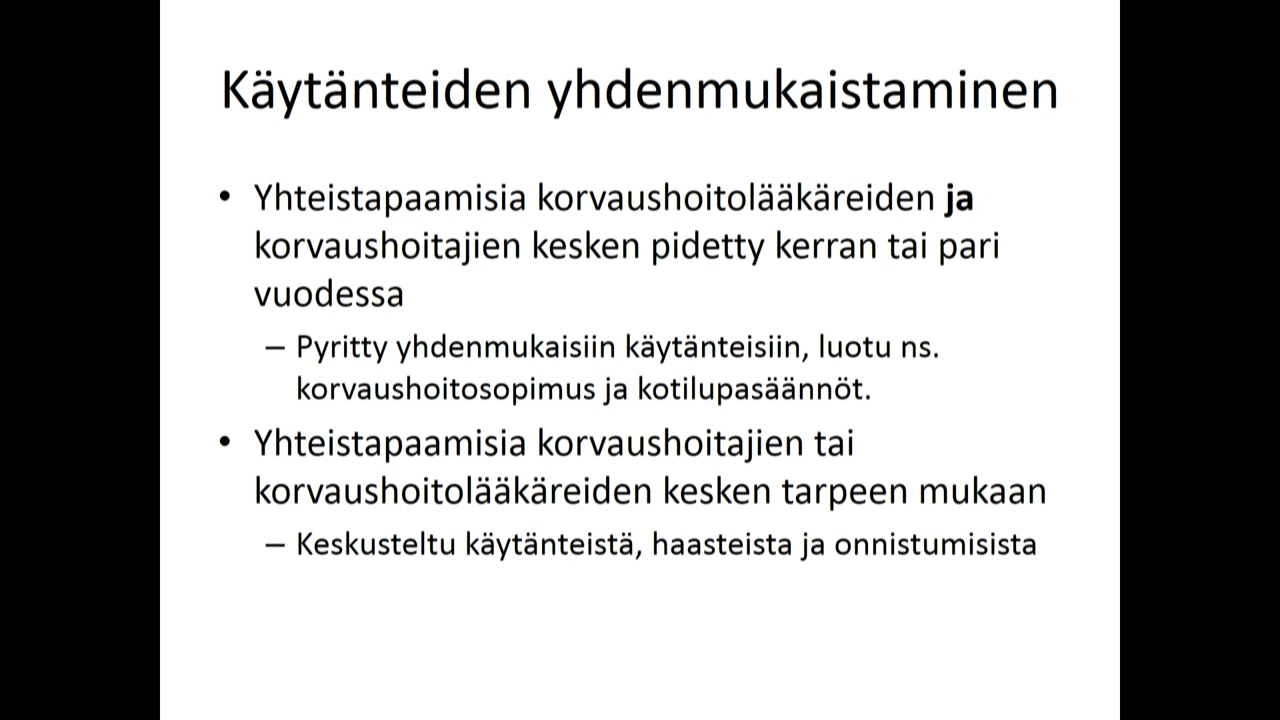 Käytänteiden yhdenmukaistaminen
• Yhteistapaamisia korvaushoitolääkäreiden ja
korvaushoitajien kesken pidetty kerran tai pari
vuodessa
– Pyritty yhdenmukaisiin käytänteisiin, luotu ns.
korvaushoitosopimus ja kotilupasäännöt.
• Yhteistapaamisia korvaushoitajien tai
korvaushoitolääkäreiden kesken tarpeen mukaan
– Keskusteltu käytänteistä, haasteista ja onnistumisista